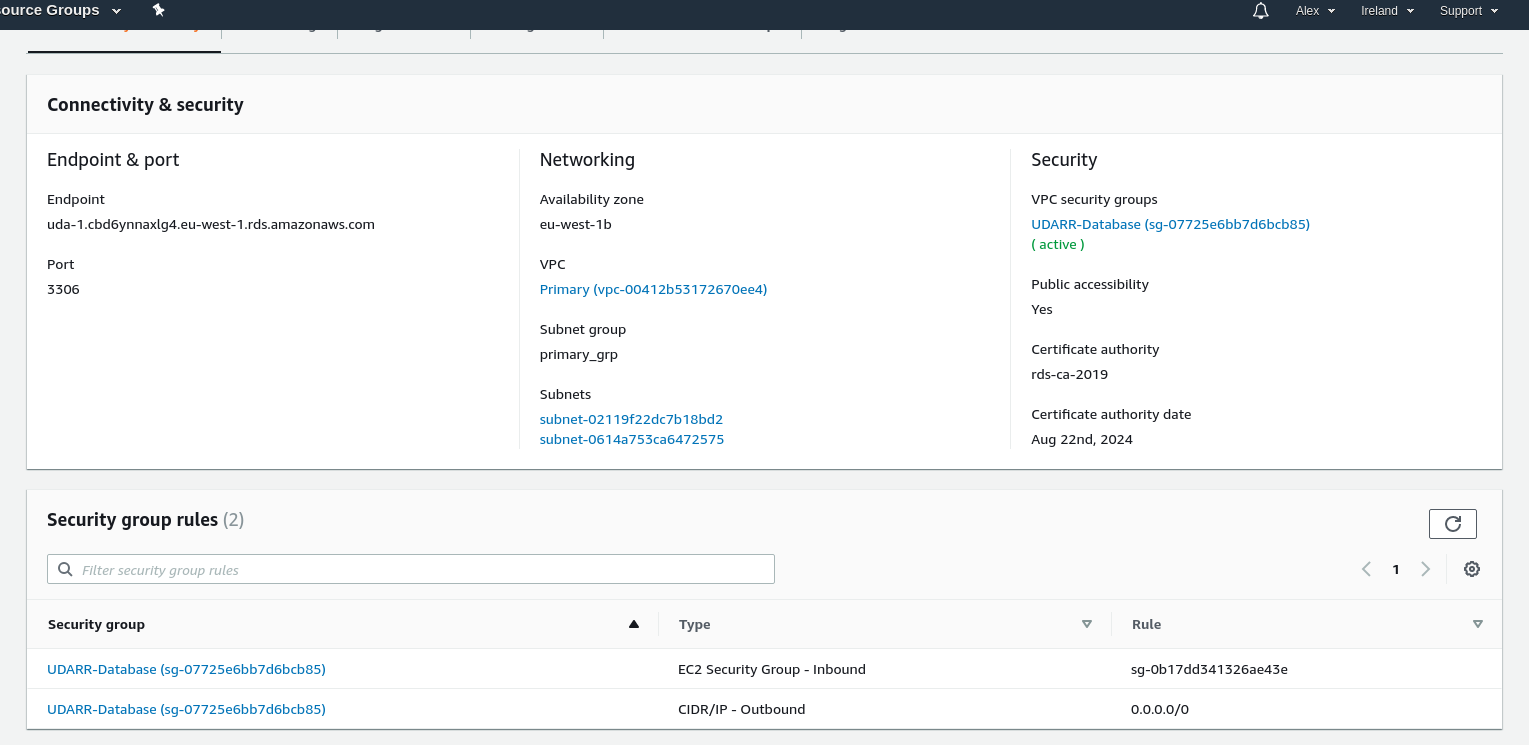 Groups
Alex
Ireland
Support
Connectivity & security
Endpoint & port
Endpoint
uda-1.cbd6ynnaxlg4.eu-west-1.rds.amazonaws.com
Port
3306
Networking
Availability zone
eu-west-1b
VPC
Primary (vpc-00412b53172670ee4)
Subnet group
primary_grp
Subnets
subnet-02119f22dc7b18bd2
subnet-0614a753ca6472575
Security
VPC security groups
UDARR-Database (sg-07725e6bb7d6bcb85)
( active )
Public accessibility
Yes
Certificate authority
rds-ca-2019
Certificate authority date
Aug 22nd, 2024
Security group rules (2)
Filter security group rules
1
Security group
Type
Rule
UDARR-Database (sg-07725e6bb7d6bcb85)
EC2 Security Group - Inbound
sg-0b17dd341326ae43e
UDARR-Database (sg-07725e6bb7d6bcb85)
CIDR/IP - Outbound
0.0.0.0/0